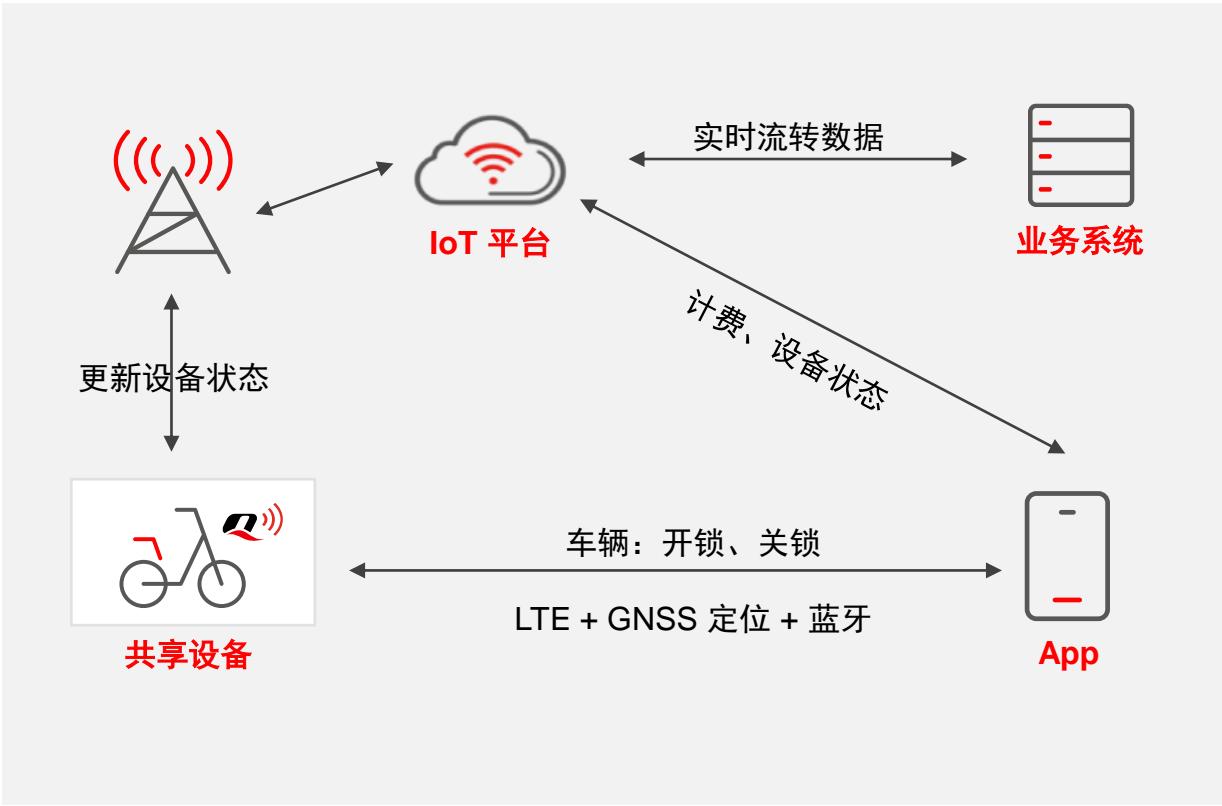 实时流转数据
IoT 平台
业务系统
计费、设备状态
更新设备状态
车辆：开锁、关锁
LTE + GNSS 定位 + 蓝牙
共享设备
App